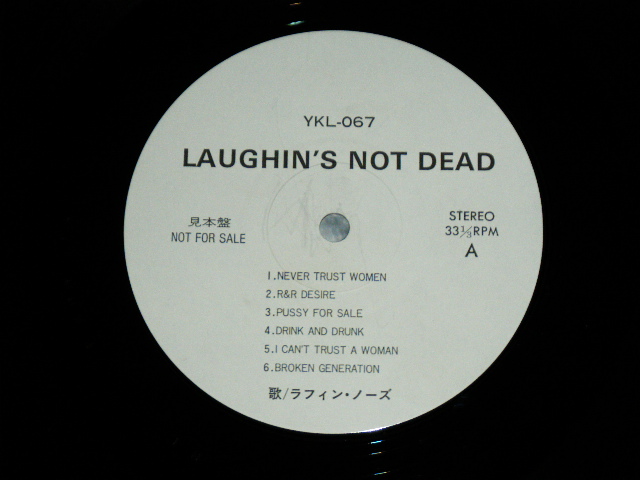 YKL-067
LAUGHIN'S NOT DEAD
見本盤
NOT FOR SALE
STEREO
33⅓RPM
A
1.NEVER TRUST WOMEN
2.R&R DESIRE
3.PUSSY FOR SALE
4.DRINK AND DRUNK
5.I CAN'T TRUST A WOMAN
6.BROKEN GENERATION
歌/ラフィン・ノーズ